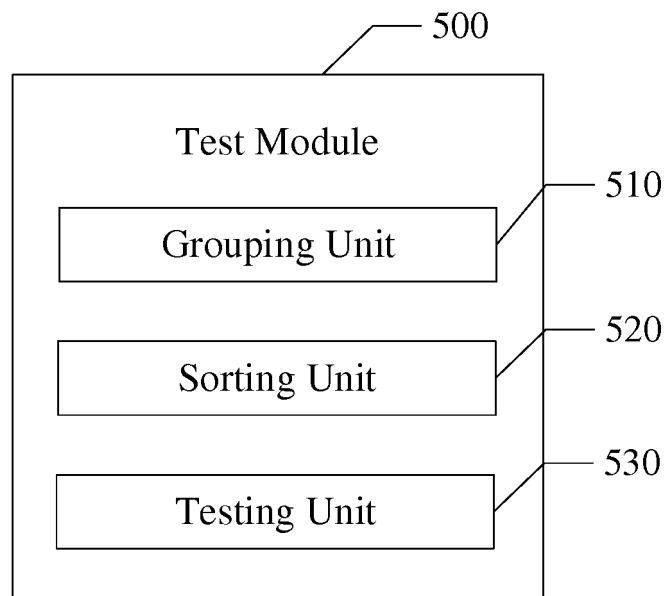 500
Test Module
510
Grouping Unit
520
Sorting Unit
530
Testing Unit